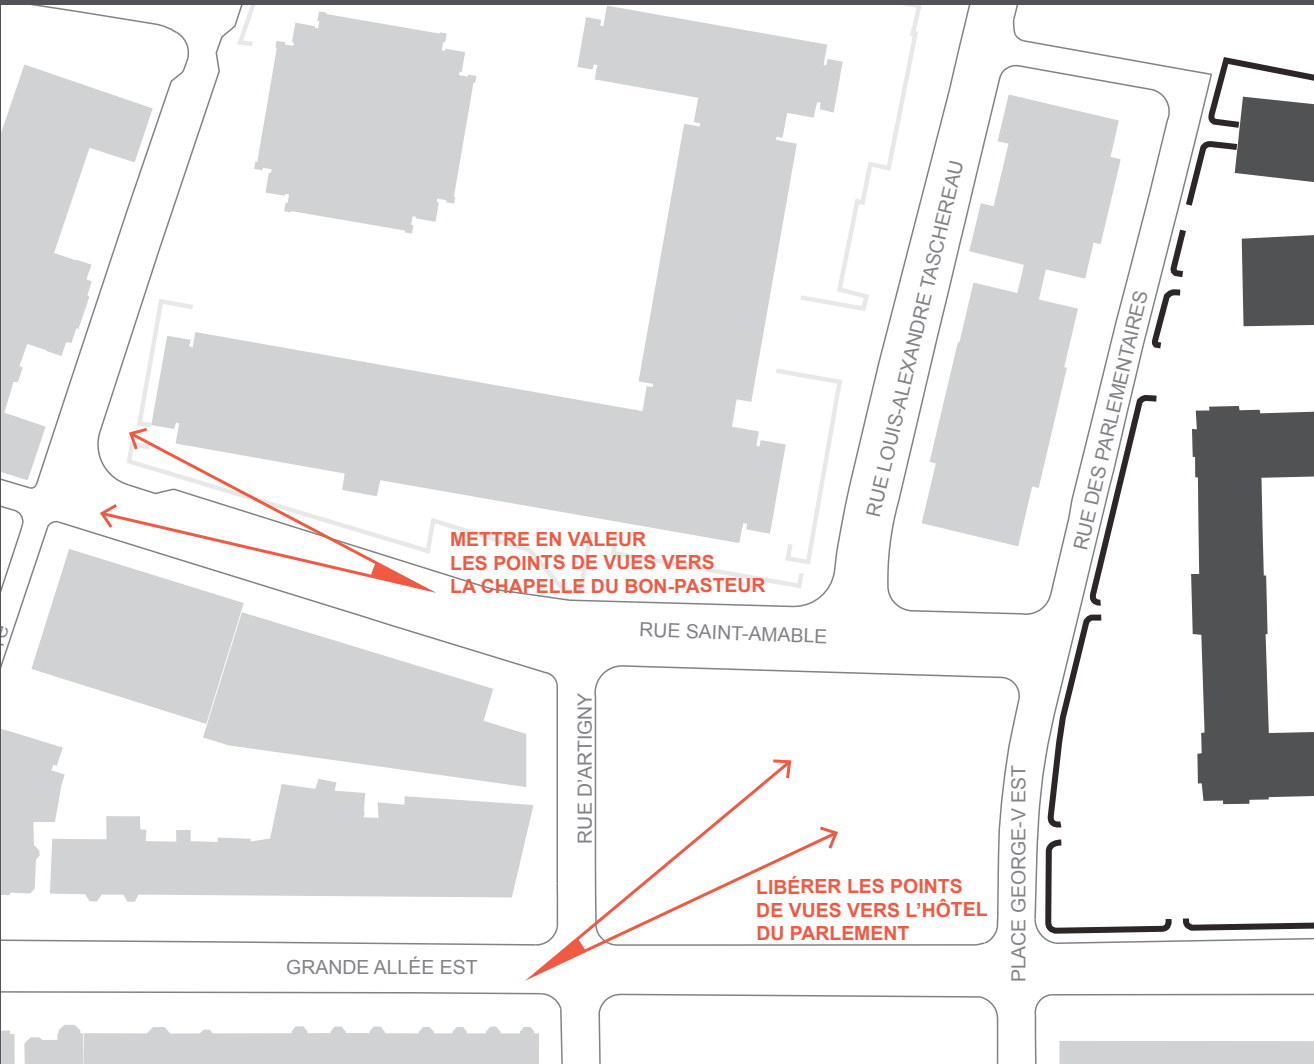 RUE LOUIS-ALEXANDRE TASCHEREAU
RUE DES PARLEMENTAIRES
METTRE EN VALEUR
LES POINTS DE VUES VERS
LA CHAPELLE DU BON-PASTEUR
RUE SAINT-AMABLE
RUE D'ARTIGNY
PLACE GEORGE-V EST
LIBÉRER LES POINTS
DE VUES VERS L'HÔTEL
DU PARLEMENT
GRANDE ALLÉE EST